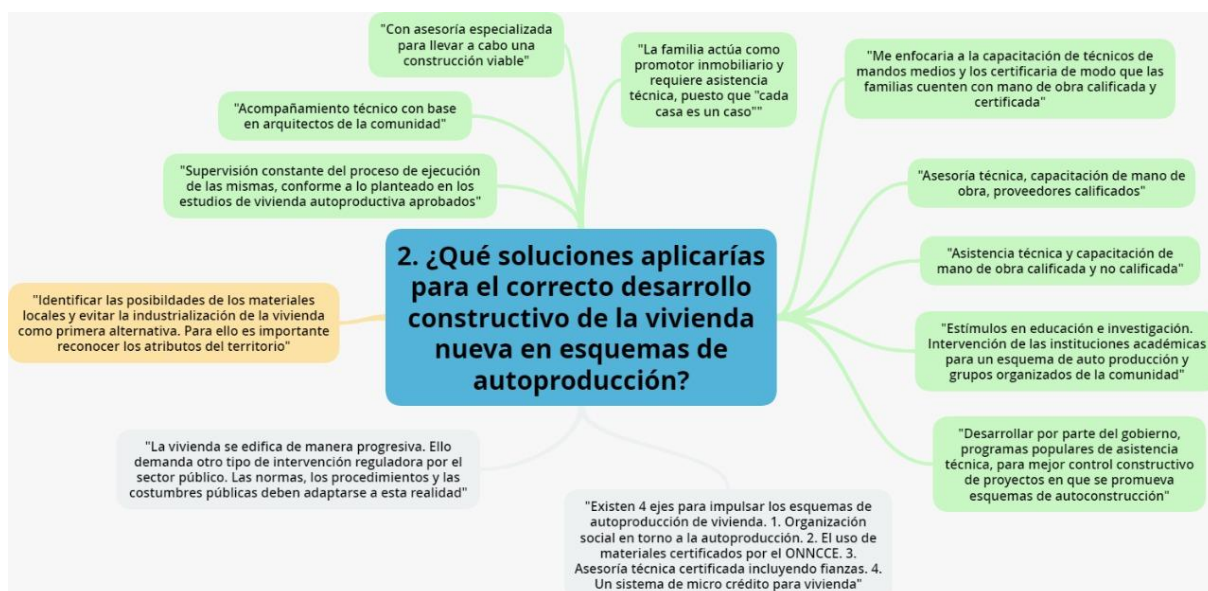 "Con asesoría especializada
para llevar a cabo una
construcción viable"
"La familia actúa como
promotor inmobiliario y
requiere asistencia
técnica, puesto que "cada
casa es un caso""
"Me enfocaria a la capacitación de técnicos de
mandos medios y los certificaria de modo que las
familias cuenten con mano de obra calificada y
certificada"
"Acompañamiento técnico con base
en arquitectos de la comunidad"
"Supervisión constante del proceso de ejecución
de las mismas, conforme a lo planteado en los
estudios de vivienda autoproductiva aprobados"
"Asesoría técnica, capacitación de mano de
obra, proveedores calificados"
2. ¿Qué soluciones aplicarías
para el correcto desarrollo
constructivo de la vivienda
nueva en esquemas de
autoproducción?
"Asistencia técnica y capacitación de
mano de obra calificada y no calificada"
"Identificar las posibildades de los materiales
locales y evitar la industrialización de la vivienda
como primera alternativa. Para ello es importante
reconocer los atributos del territorio"
"Estímulos en educación e investigación.
Intervención de las instituciones académicas
para un esquema de auto producción y
grupos organizados de la comunidad"
"La vivienda se edifica de manera progresiva. Ello
demanda otro tipo de intervención reguladora por el
sector público. Las normas, los procedimientos y las
costumbres públicas deben adaptarse a esta realidad"
"Desarrollar por parte del gobierno,
programas populares de asistencia
técnica, para mejor control constructivo
de proyectos en que se promueva
esquemas de autoconstrucción"
"Existen 4 ejes para impulsar los esquemas de
autoproducción de vivienda. 1. Organización
social en torno a la autoproducción. 2. El uso de
materiales certificados por el ONNCCE. 3.
Asesoría técnica certificada incluyendo fianzas. 4.
Un sistema de micro crédito para vivienda"